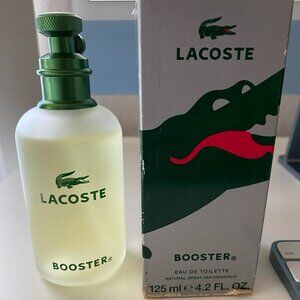 LACOSTE
BOOSTER®
LACOSTE
BOOSTER®
EAU DE TOILETTE
NATURAL SPRAY VAPORISATEUR
125 ml ℮ 4.2 FL. OZ.